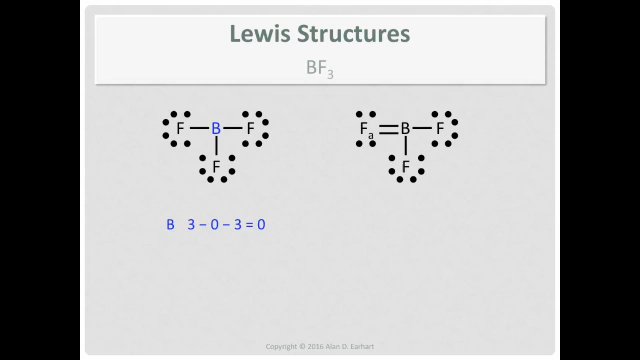 Lewis Structures
BF₃
F B F Fₐ B F
F F
B 3 − 0 − 3 = 0
Copyright © 2016 Alan D. Earhart